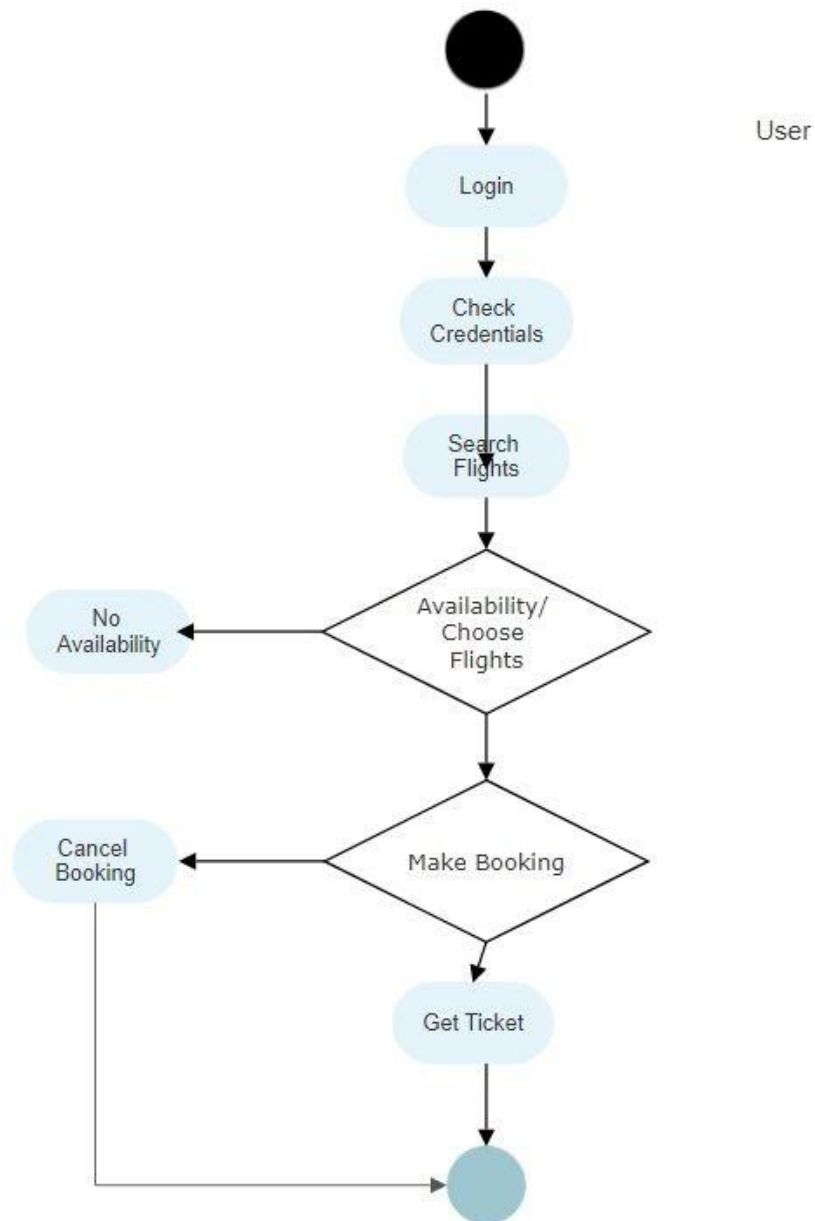 User
Login
Check
Credentials
Search
Flights
Availability/
Choose
Flights
No
Availability
Make Booking
Cancel
Booking
Get Ticket